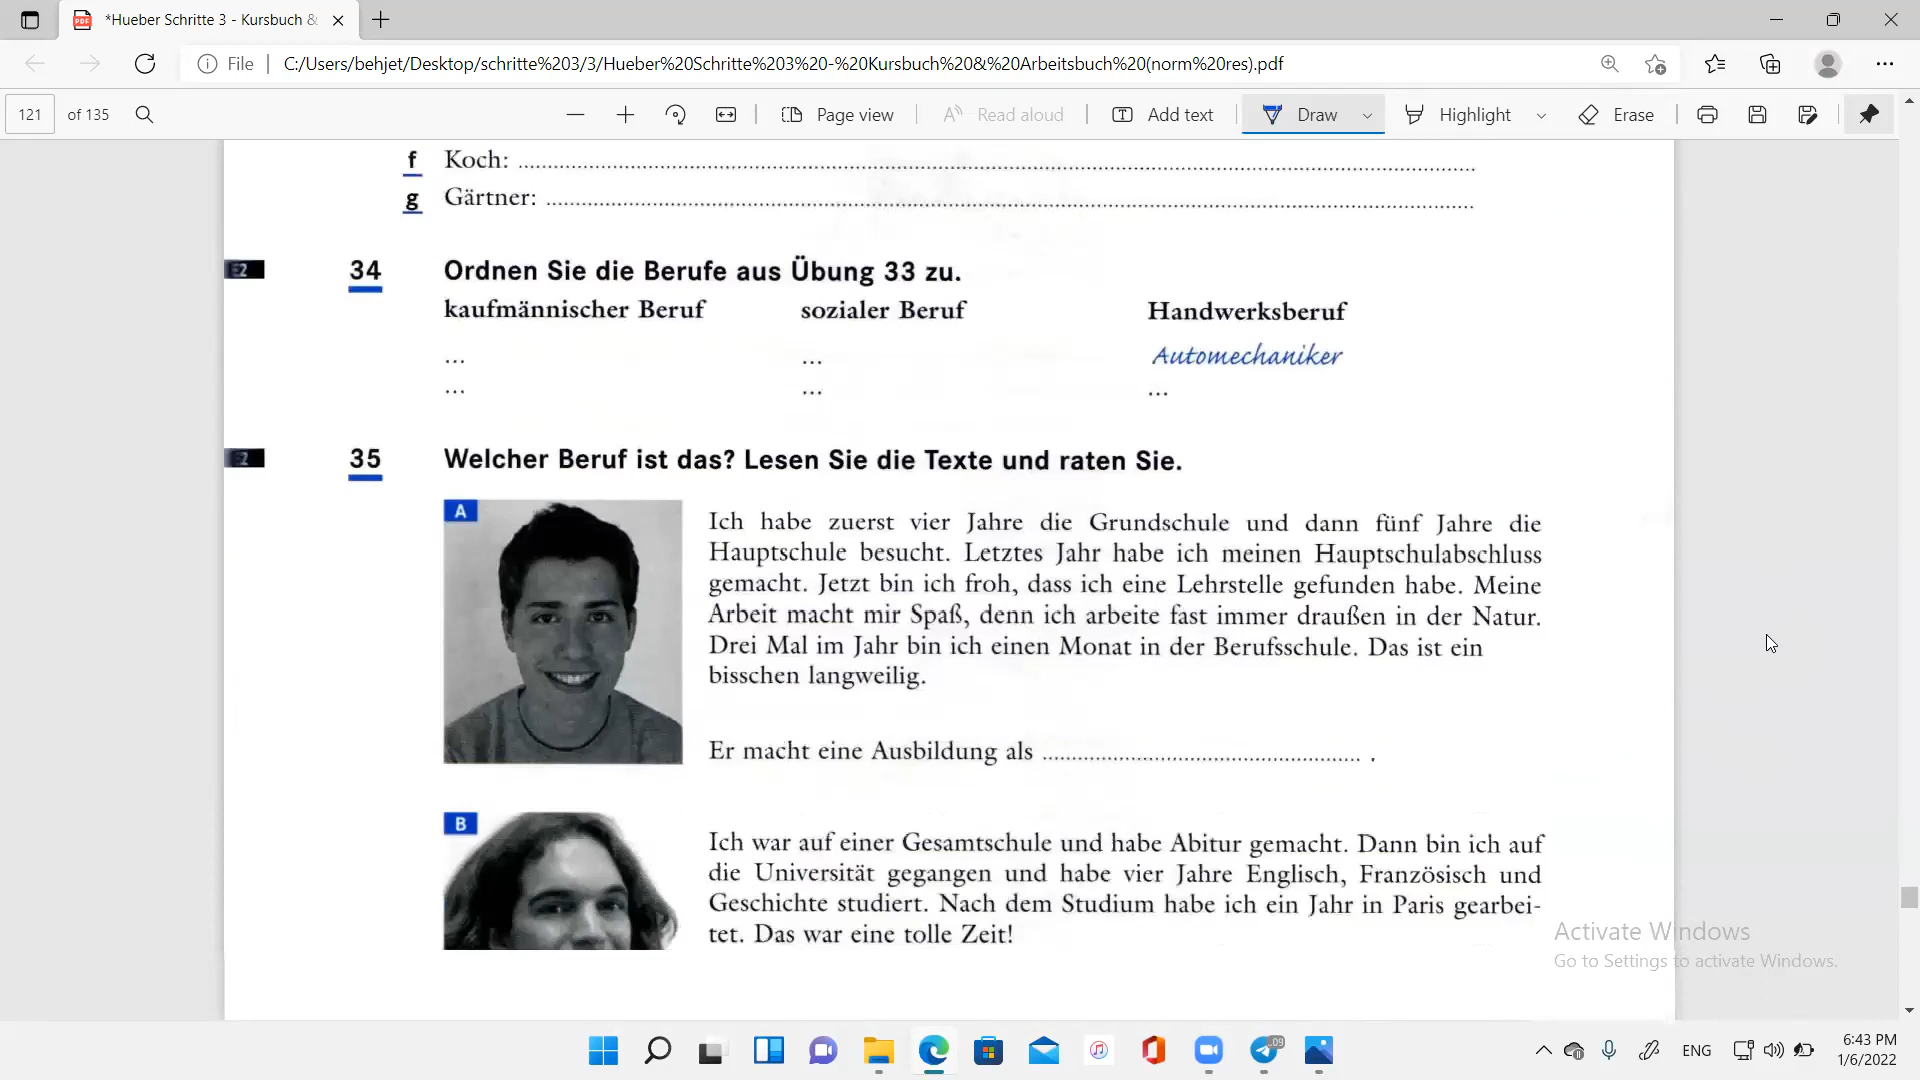 *Hueber Schritte 3 - Kursbuch &
File
C:/Users/behjet/Desktop/schritte%203/3/Hueber%20Schritte%203%20-%20Kursbuch%20&%20Arbeitsbuch%20(norm%20res).pdf
121 of 135
Page view
Read aloud
Add text
Draw
Highlight
Erase
f Koch:
g Gärtner:
34 Ordnen Sie die Berufe aus Übung 33 zu.
kaufmännischer Beruf sozialer Beruf Handwerksberuf
... ... Automechaniker
... ... ...
35 Welcher Beruf ist das? Lesen Sie die Texte und raten Sie.
A
Ich habe zuerst vier Jahre die Grundschule und dann fünf Jahre die
Hauptschule besucht. Letztes Jahr habe ich meinen Hauptschulabschluss
gemacht. Jetzt bin ich froh, dass ich eine Lehrstelle gefunden habe. Meine
Arbeit macht mir Spaß, denn ich arbeite fast immer draußen in der Natur.
Drei Mal im Jahr bin ich einen Monat in der Berufsschule. Das ist ein
bisschen langweilig.
Er macht eine Ausbildung als .
B
Ich war auf einer Gesamtschule und habe Abitur gemacht. Dann bin ich auf
die Universität gegangen und habe vier Jahre Englisch, Französisch und
Geschichte studiert. Nach dem Studium habe ich ein Jahr in Paris gearbei-
tet. Das war eine tolle Zeit!
Activate Windows
Go to Settings to activate Windows.
ENG
6:43 PM
1/6/2022